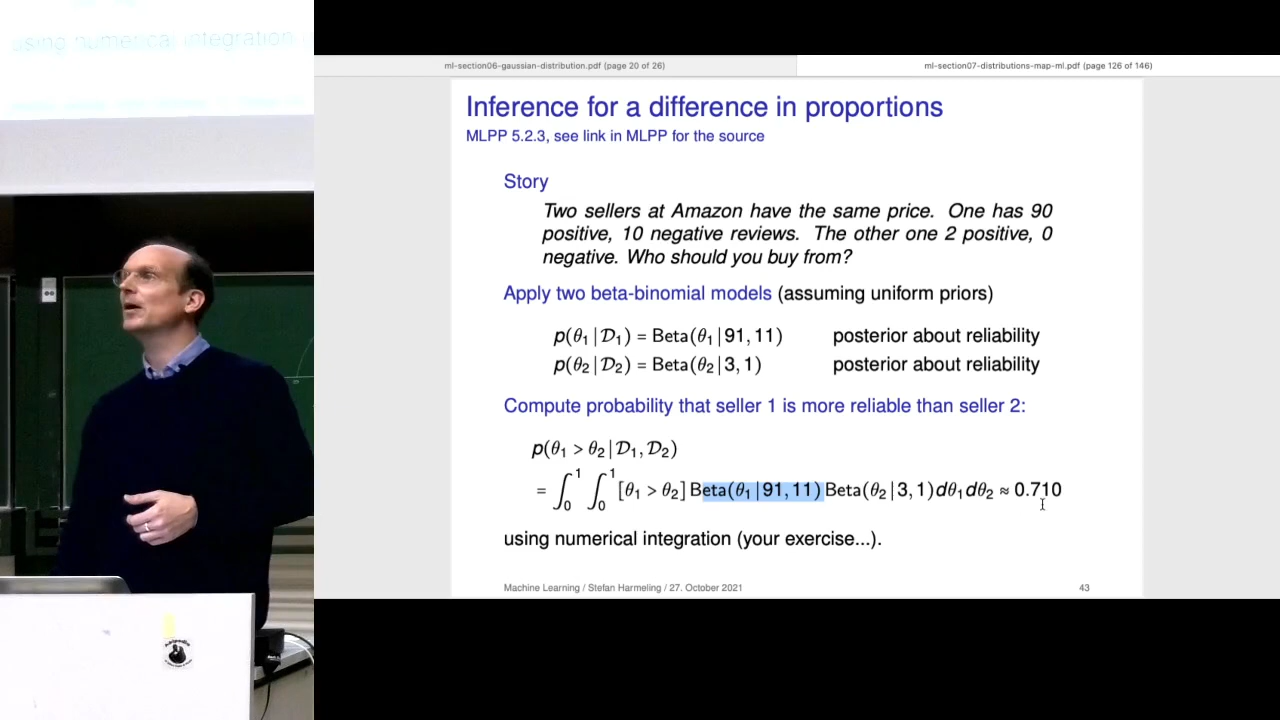 using numerical integration
ml-section06-gaussian-distribution.pdf (page 20 of 26)
ml-section07-distributions-map-ml.pdf (page 126 of 146)
Inference for a difference in proportions
MLPP 5.2.3, see link in MLPP for the source
Story
Two sellers at Amazon have the same price. One has 90
positive, 10 negative reviews. The other one 2 positive, 0
negative. Who should you buy from?
Apply two beta-binomial models (assuming uniform priors)
p(θ₁ | 𝒟₁) = Beta(θ₁ | 91, 11) posterior about reliability
p(θ₂ | 𝒟₂) = Beta(θ₂ | 3, 1) posterior about reliability
Compute probability that seller 1 is more reliable than seller 2:
p(θ₁ > θ₂ | 𝒟₁, 𝒟₂)
= ∫₀¹ ∫₀¹ [θ₁ > θ₂] Beta(θ₁ | 91, 11) Beta(θ₂ | 3, 1) dθ₁dθ₂ ≈ 0.710
using numerical integration (your exercise...).
Machine Learning / Stefan Harmeling / 27. October 2021 43